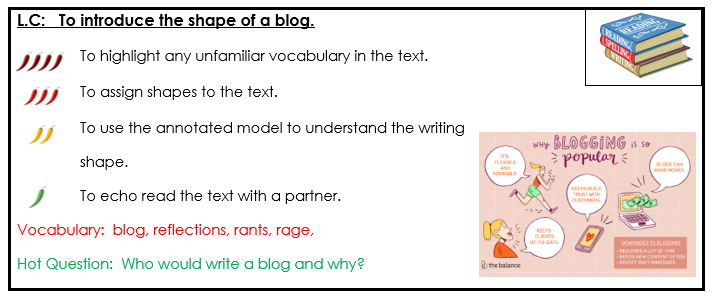 L.C:   To introduce the shape of a blog.
To highlight any unfamiliar vocabulary in the text.
To assign shapes to the text.
To use the annotated model to understand the writing
shape.
To echo read the text with a partner.
Vocabulary:  blog, reflections, rants, rage,
Hot Question:  Who would write a blog and why?
READING
READING
SPELLING
WRITING
WHY BLOGGING is so
popular
IT'S
FLEXIBLE
AND
PORTABLE.
BLOGS CAN
MAKE MONEY.
HELPS BUILD
TRUST WITH
CUSTOMERS.
KEEPS
CLIENTS
UP-TO-DATE.
DOWNSIDES TO BLOGGING
• REQUIRES A LOT OF TIME
• NEEDS NEW CONTENT OFTEN
• PAYOFF ISN'T IMMEDIATE
the balance